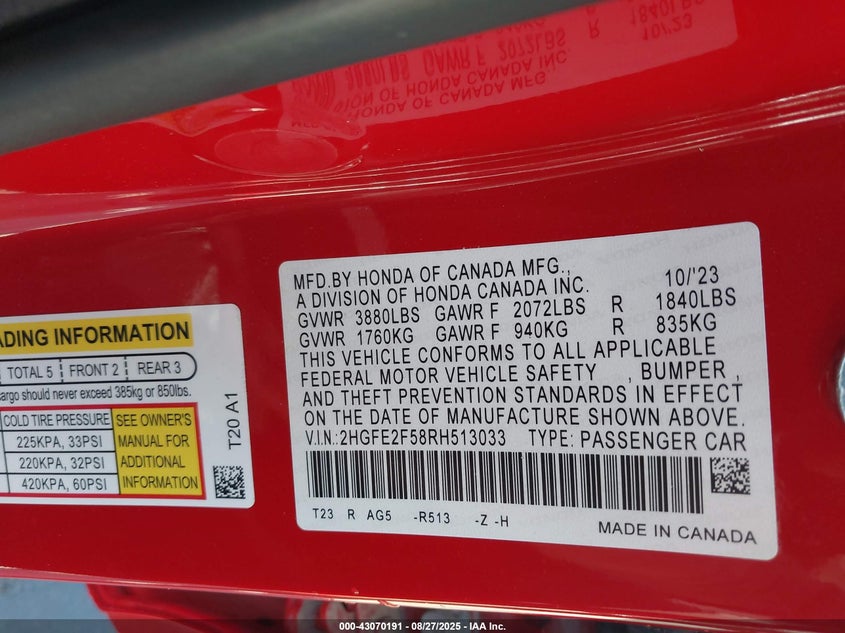 MFD.BY HONDA OF CANADA MFG., 10/'23
A DIVISION OF HONDA CANADA INC.
GVWR 3880LBS GAWR F 2072LBS R 1840LBS
GVWR 1760KG GAWR F 940KG R 835KG
THIS VEHICLE CONFORMS TO ALL APPLICABLE
FEDERAL MOTOR VEHICLE SAFETY , BUMPER ,
AND THEFT PREVENTION STANDARDS IN EFFECT
ON THE DATE OF MANUFACTURE SHOWN ABOVE.
V.I.N.:2HGFE2F58RH513033 TYPE: PASSENGER CAR
T23 R AG5 -R513 -Z -H
MADE IN CANADA
INFORMATION
TOTAL 5 FRONT 2 REAR 3
should never exceed 385kg or 850lbs.
COLD TIRE PRESSURE
225KPA, 33PSI
220KPA, 32PSI
420KPA, 60PSI
SEE OWNER'S
MANUAL FOR
ADDITIONAL
INFORMATION
T20 A1
000-43070191 - 08/27/2025 - IAA Inc.